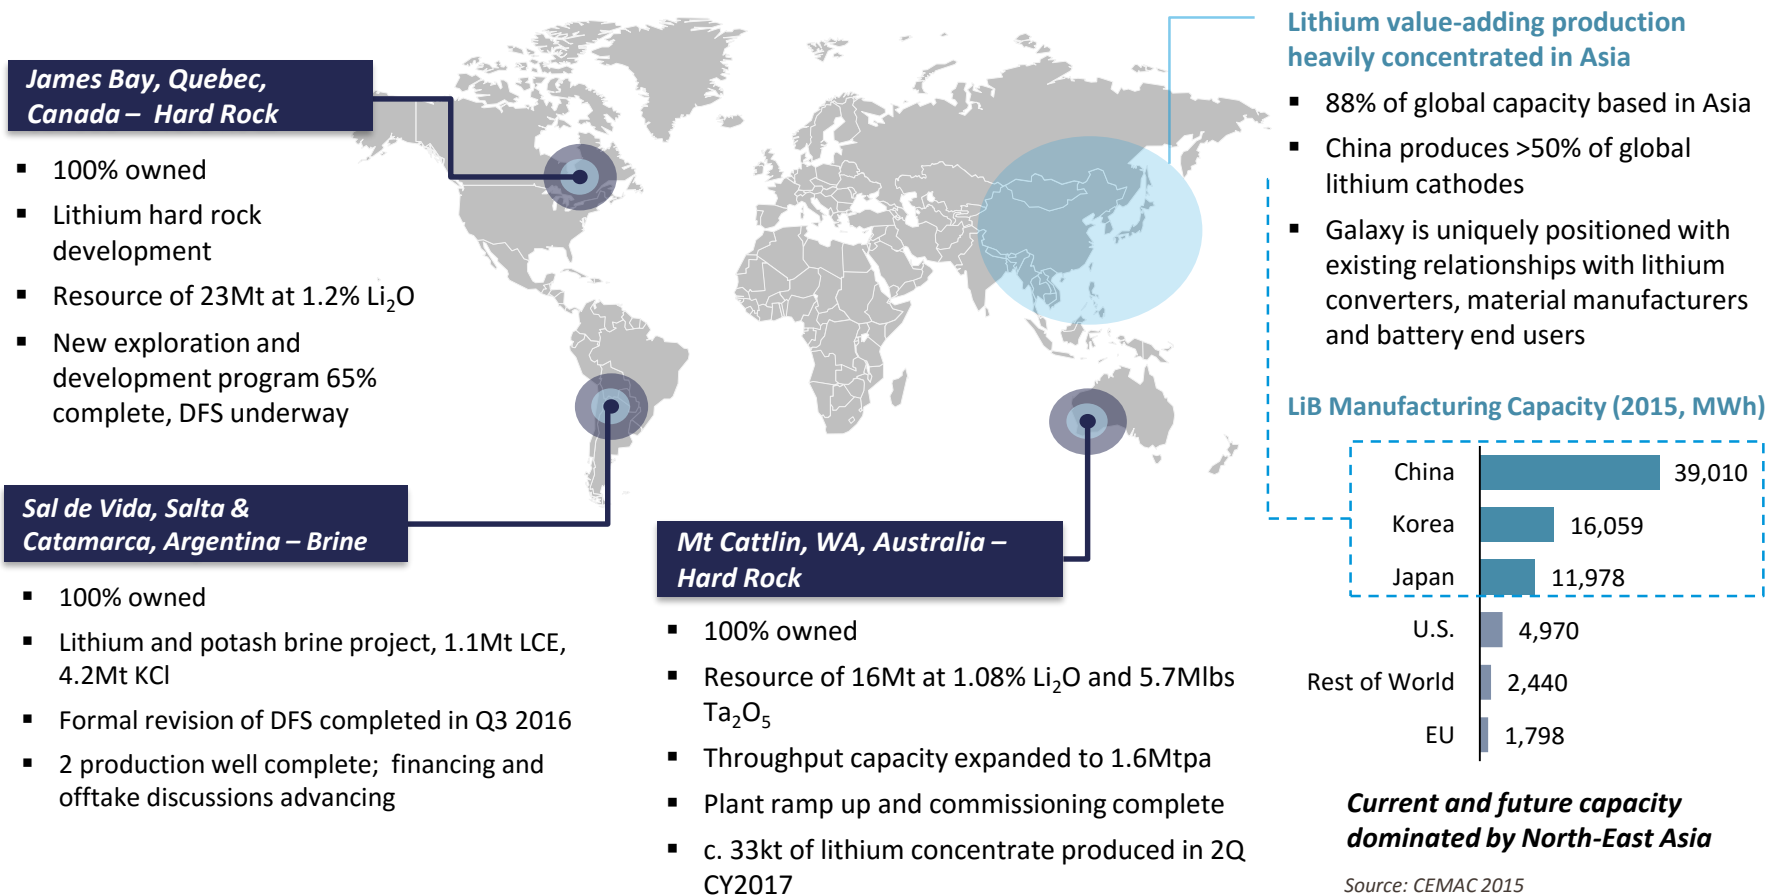 James Bay, Quebec,
Canada – Hard Rock
▪ 100% owned
▪ Lithium hard rock
development
▪ Resource of 23Mt at 1.2% Li₂O
▪ New exploration and
development program 65%
complete, DFS underway
Sal de Vida, Salta &
Catamarca, Argentina – Brine
▪ 100% owned
▪ Lithium and potash brine project, 1.1Mt LCE,
4.2Mt KCl
▪ Formal revision of DFS completed in Q3 2016
▪ 2 production well complete; financing and
offtake discussions advancing
Mt Cattlin, WA, Australia –
Hard Rock
▪ 100% owned
▪ Resource of 16Mt at 1.08% Li₂O and 5.7Mlbs
Ta₂O₅
▪ Throughput capacity expanded to 1.6Mtpa
▪ Plant ramp up and commissioning complete
▪ c. 33kt of lithium concentrate produced in 2Q
CY2017
Lithium value-adding production
heavily concentrated in Asia
▪ 88% of global capacity based in Asia
▪ China produces >50% of global
lithium cathodes
▪ Galaxy is uniquely positioned with
existing relationships with lithium
converters, material manufacturers
and battery end users
LiB Manufacturing Capacity (2015, MWh)
China 39,010
Korea 16,059
Japan 11,978
U.S. 4,970
Rest of World 2,440
EU 1,798
Current and future capacity
dominated by North-East Asia
Source: CEMAC 2015